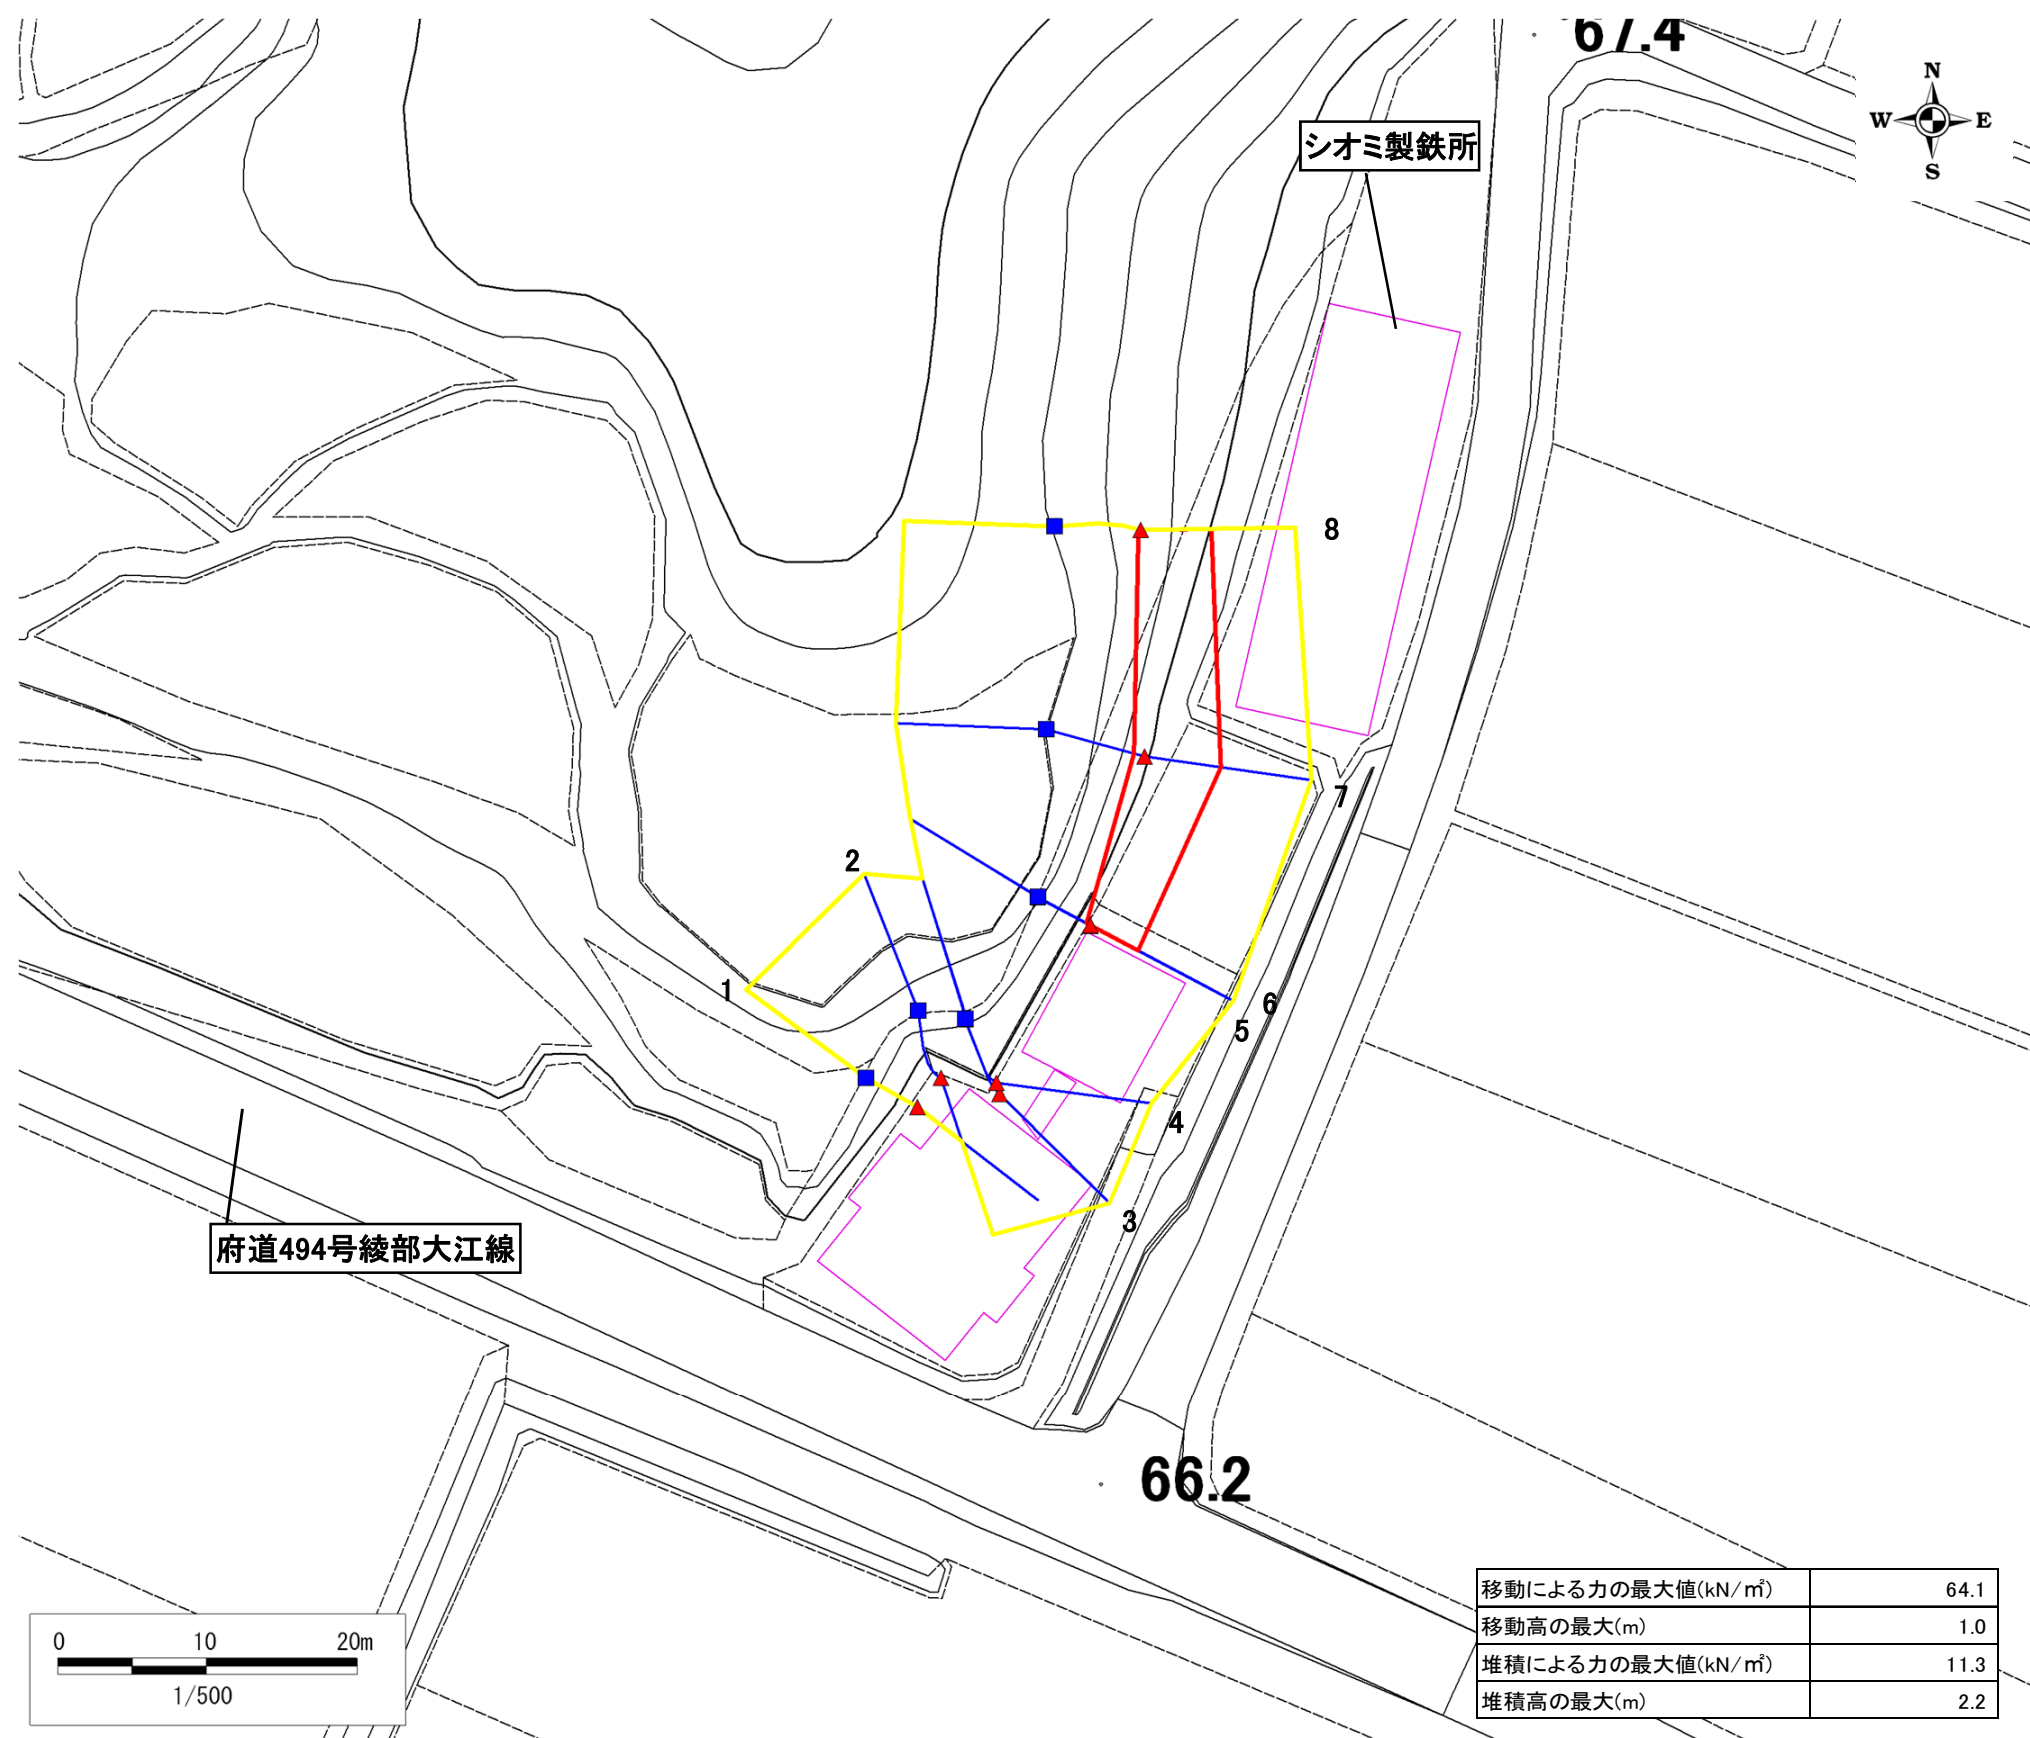 67.4
N
W E
S
シオミ製鉄所
8
7
2
1
6
5
4
3
府道494号綾部大江線
66.2
移動による力の最大値(kN/㎡) 64.1
移動高の最大(m) 1.0
堆積による力の最大値(kN/㎡) 11.3
堆積高の最大(m) 2.2
0 10 20m
1/500